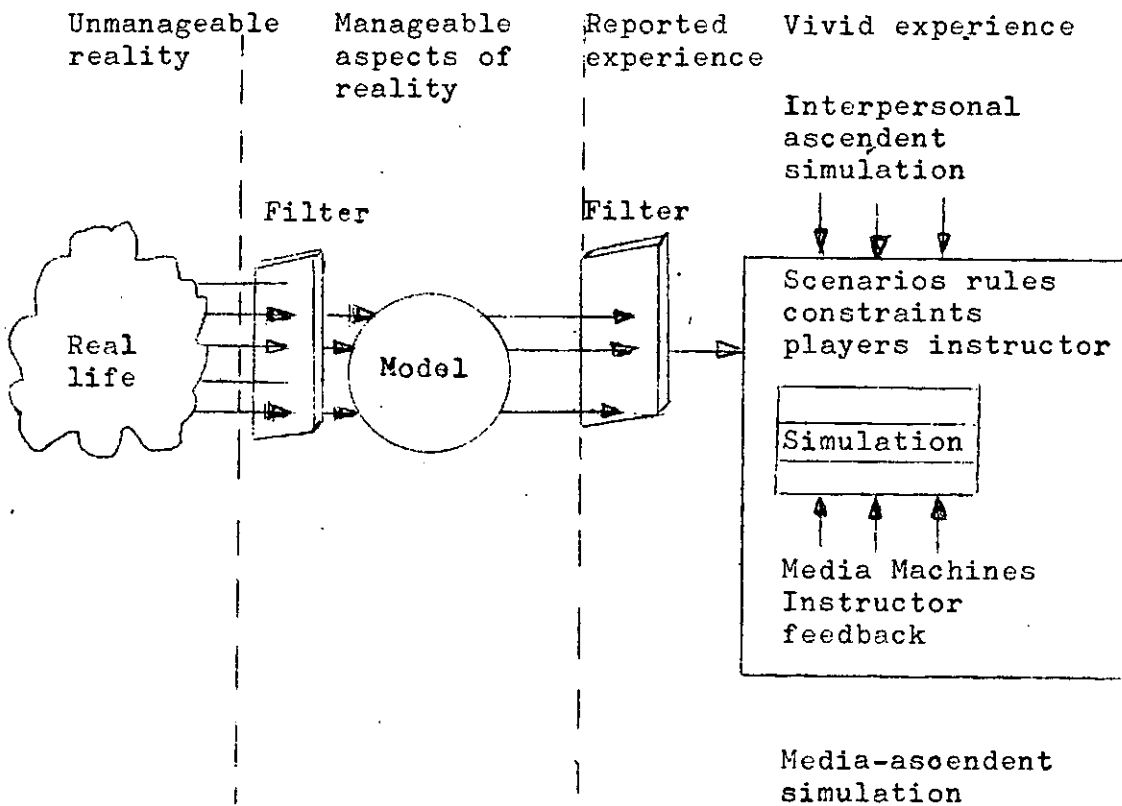 Unmanageable
reality
Manageable
aspects of
reality
Reported
experience
Vivid experience
Interpersonal
ascendent
simulation
Filter
Filter
Real
life
Model
Scenarios rules
constraints
players instructor
Simulation
Media Machines
Instructor
feedback
Media-ascendent
simulation